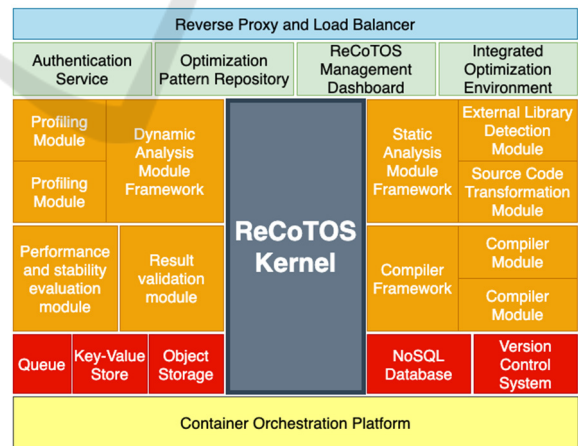 Reverse Proxy and Load Balancer
Authentication
Service
Optimization
Pattern Repository
ReCoTOS
Management
Dashboard
Integrated
Optimization
Environment
Profiling
Module
Profiling
Module
Dynamic
Analysis
Module
Framework
ReCoTOS
Kernel
Static
Analysis
Module
Framework
External Library
Detection
Module
Source Code
Transformation
Module
Performance
and stability
evaluation
module
Result
validation
module
Compiler
Framework
Compiler
Module
Compiler
Module
Queue
Key-Value
Store
Object
Storage
NoSQL
Database
Version
Control
System
Container Orchestration Platform